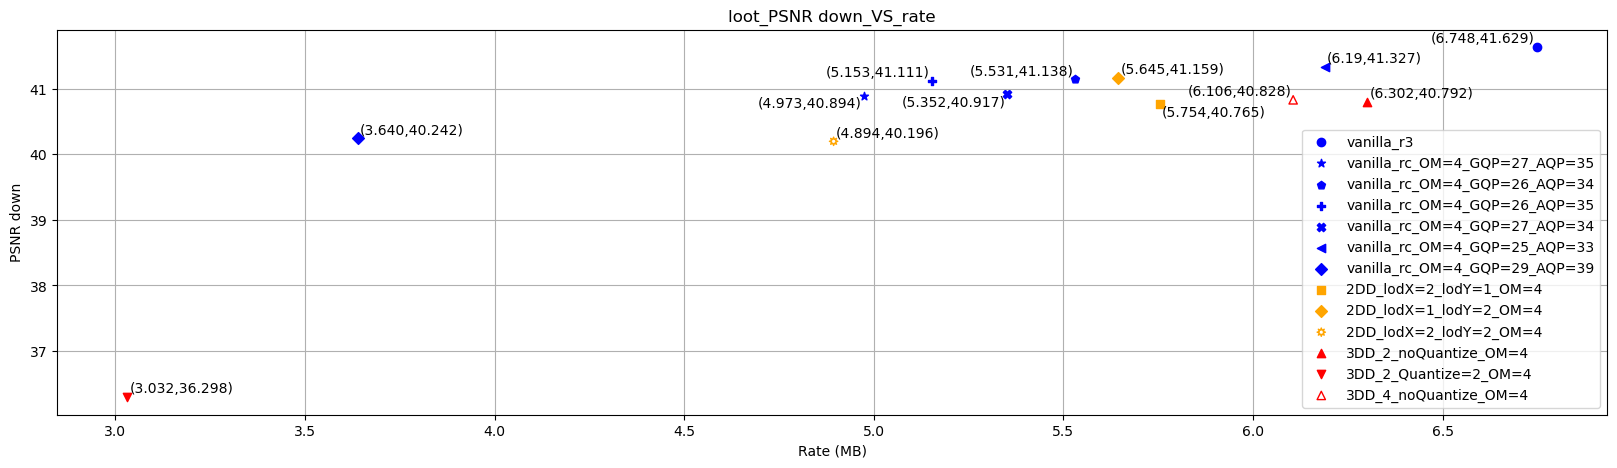 loot_PSNR down_VS_rate
(6.748,41.629)
(6.19,41.327)
(5.153,41.111)
(5.531,41.138)
(5.645,41.159)
(4.973,40.894)
(5.352,40.917)
(6.106,40.828)
(6.302,40.792)
(5.754,40.765)
(3.640,40.242)
(4.894,40.196)
(3.032,36.298)
41
40
39
38
37
PSNR down
vanilla_r3
vanilla_rc_OM=4_GQP=27_AQP=35
vanilla_rc_OM=4_GQP=26_AQP=34
vanilla_rc_OM=4_GQP=26_AQP=35
vanilla_rc_OM=4_GQP=27_AQP=34
vanilla_rc_OM=4_GQP=25_AQP=33
vanilla_rc_OM=4_GQP=29_AQP=39
2DD_lodX=2_lodY=1_OM=4
2DD_lodX=1_lodY=2_OM=4
2DD_lodX=2_lodY=2_OM=4
3DD_2_noQuantize_OM=4
3DD_2_Quantize=2_OM=4
3DD_4_noQuantize_OM=4
3.0 3.5 4.0 4.5 5.0 5.5 6.0 6.5
Rate (MB)